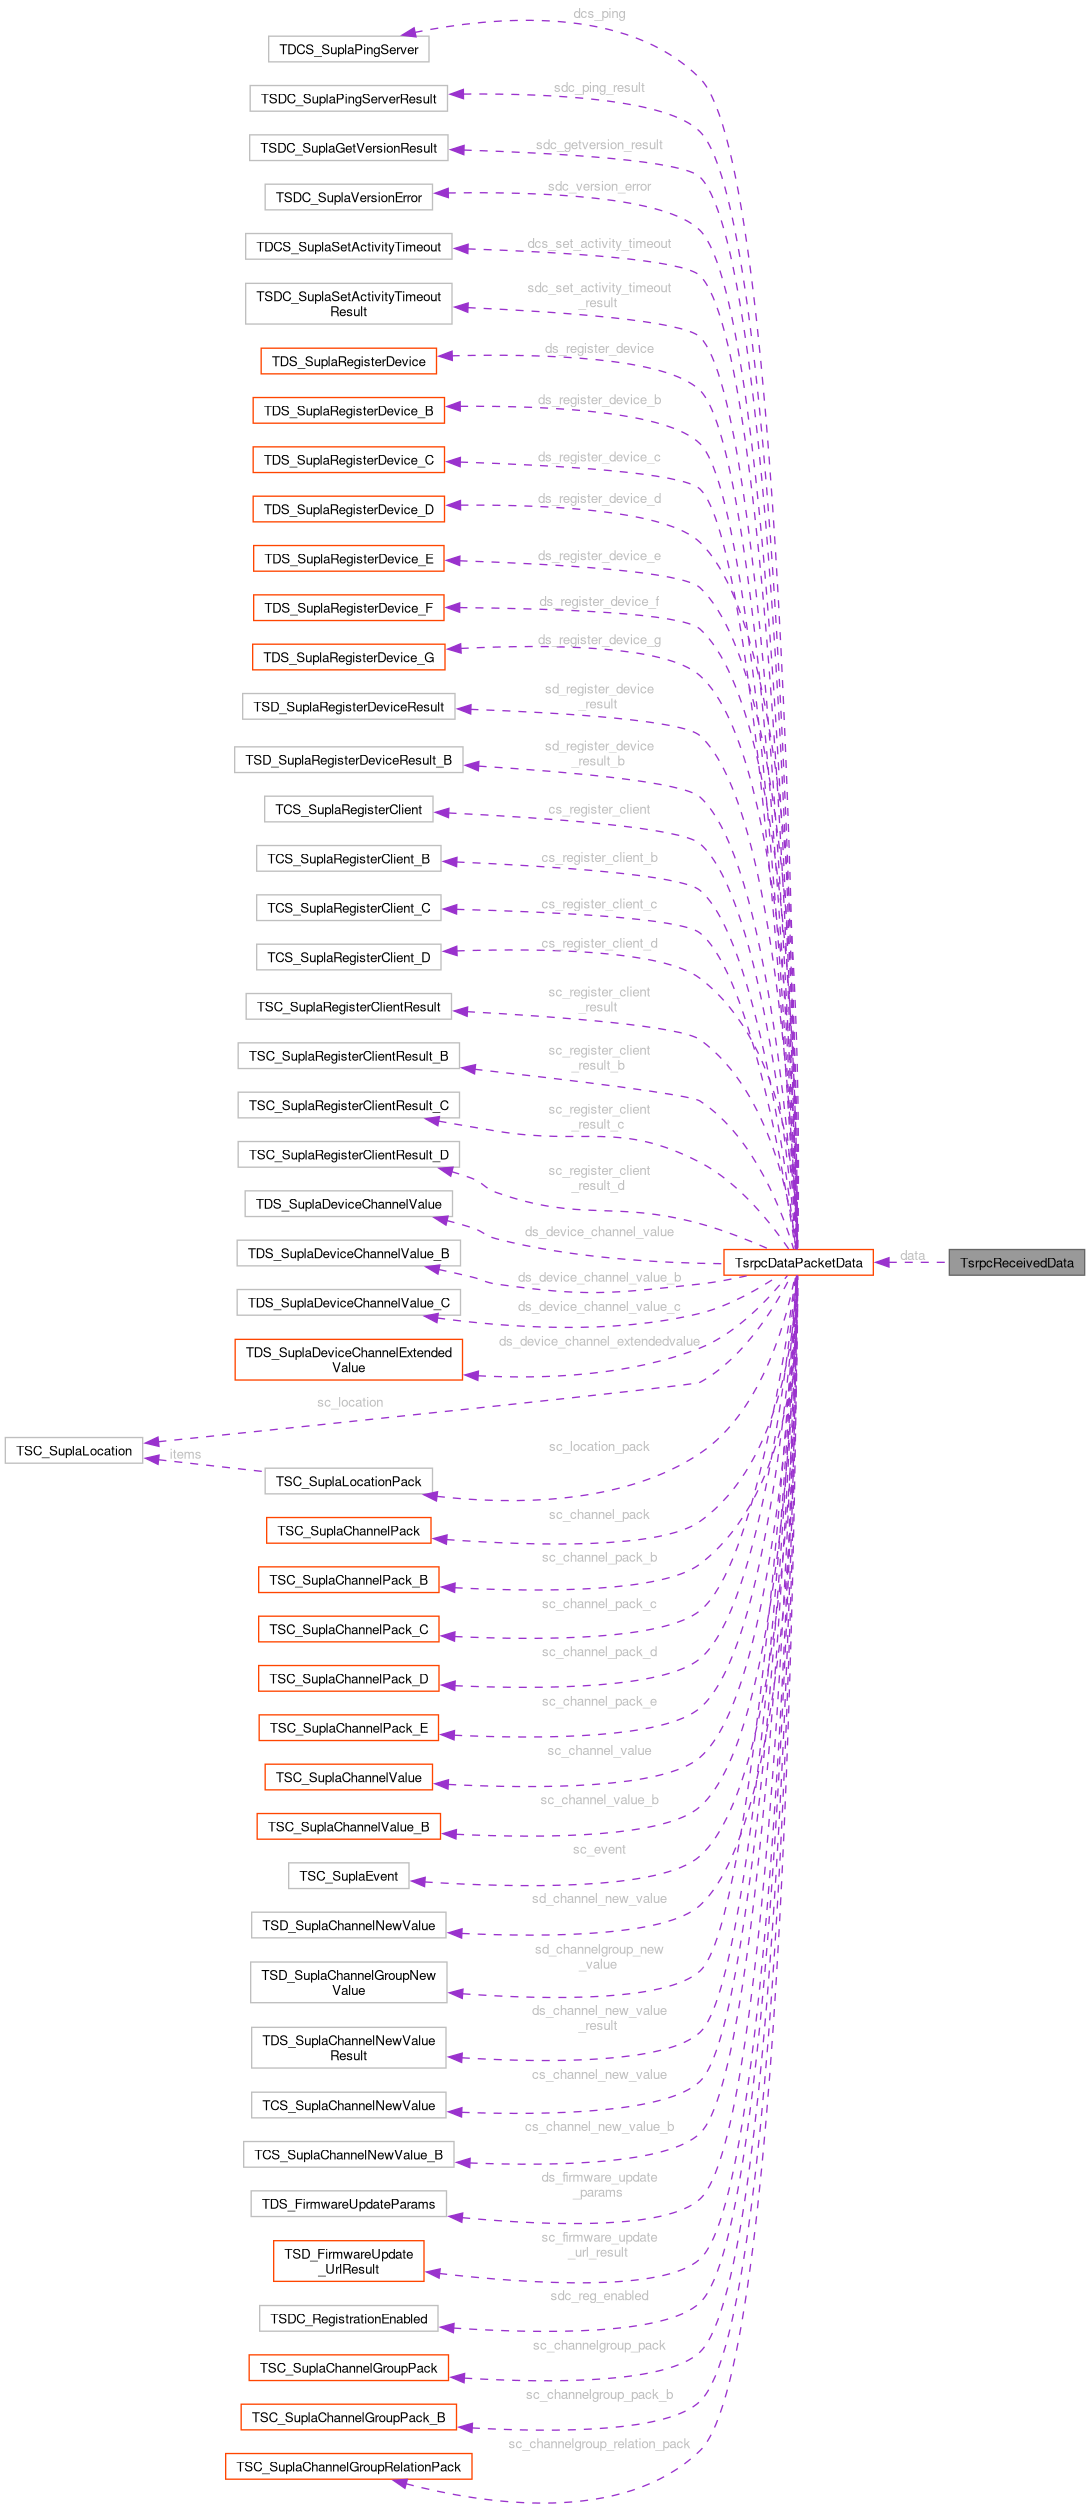 dcs_ping
TDCS_SuplaPingServer
sdc_ping_result
TSDC_SuplaPingServerResult
sdc_getversion_result
TSDC_SuplaGetVersionResult
sdc_version_error
TSDC_SuplaVersionError
dcs_set_activity_timeout
TDCS_SuplaSetActivityTimeout
sdc_set_activity_timeout
_result
TSDC_SuplaSetActivityTimeout
Result
ds_register_device
TDS_SuplaRegisterDevice
ds_register_device_b
TDS_SuplaRegisterDevice_B
ds_register_device_c
TDS_SuplaRegisterDevice_C
ds_register_device_d
TDS_SuplaRegisterDevice_D
ds_register_device_e
TDS_SuplaRegisterDevice_E
ds_register_device_f
TDS_SuplaRegisterDevice_F
ds_register_device_g
TDS_SuplaRegisterDevice_G
sd_register_device
_result
TSD_SuplaRegisterDeviceResult
sd_register_device
_result_b
TSD_SuplaRegisterDeviceResult_B
cs_register_client
TCS_SuplaRegisterClient
cs_register_client_b
TCS_SuplaRegisterClient_B
cs_register_client_c
TCS_SuplaRegisterClient_C
cs_register_client_d
TCS_SuplaRegisterClient_D
sc_register_client
_result
TSC_SuplaRegisterClientResult
sc_register_client
_result_b
TSC_SuplaRegisterClientResult_B
sc_register_client
_result_c
TSC_SuplaRegisterClientResult_C
sc_register_client
_result_d
TSC_SuplaRegisterClientResult_D
ds_device_channel_value
TDS_SuplaDeviceChannelValue
ds_device_channel_value_b
TDS_SuplaDeviceChannelValue_B
TsrpcDataPacketData
data
TsrpcReceivedData
ds_device_channel_value_c
TDS_SuplaDeviceChannelValue_C
ds_device_channel_extendedvalue
TDS_SuplaDeviceChannelExtended
Value
sc_location
TSC_SuplaLocation
items
sc_location_pack
TSC_SuplaLocationPack
sc_channel_pack
TSC_SuplaChannelPack
sc_channel_pack_b
TSC_SuplaChannelPack_B
sc_channel_pack_c
TSC_SuplaChannelPack_C
sc_channel_pack_d
TSC_SuplaChannelPack_D
sc_channel_pack_e
TSC_SuplaChannelPack_E
sc_channel_value
TSC_SuplaChannelValue
sc_channel_value_b
TSC_SuplaChannelValue_B
sc_event
TSC_SuplaEvent
sd_channel_new_value
TSD_SuplaChannelNewValue
sd_channelgroup_new
_value
TSD_SuplaChannelGroupNew
Value
ds_channel_new_value
_result
TDS_SuplaChannelNewValue
Result
cs_channel_new_value
TCS_SuplaChannelNewValue
cs_channel_new_value_b
TCS_SuplaChannelNewValue_B
ds_firmware_update
_params
TDS_FirmwareUpdateParams
sc_firmware_update
_url_result
TSD_FirmwareUpdate
_UrlResult
sdc_reg_enabled
TSDC_RegistrationEnabled
sc_channelgroup_pack
TSC_SuplaChannelGroupPack
sc_channelgroup_pack_b
TSC_SuplaChannelGroupPack_B
sc_channelgroup_relation_pack
TSC_SuplaChannelGroupRelationPack